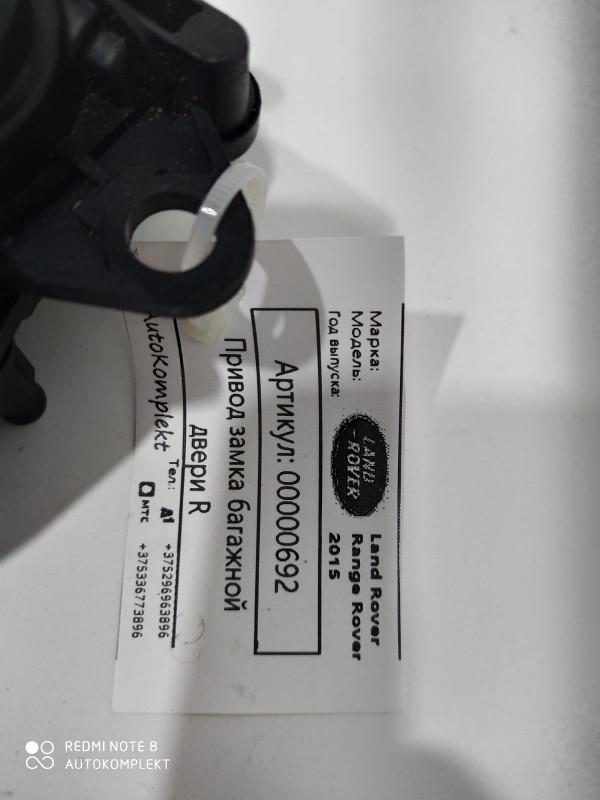 Марка: Land Rover
Модель: Range Rover
Год выпуска: 2015
LAND
-ROVER
Артикул: 00000692
Привод замка багажной
двери R
AutoKomplekt
Тел.: A1 +375296963896
МТС +375336773896
REDMI NOTE 8
AUTOKOMPLEKT